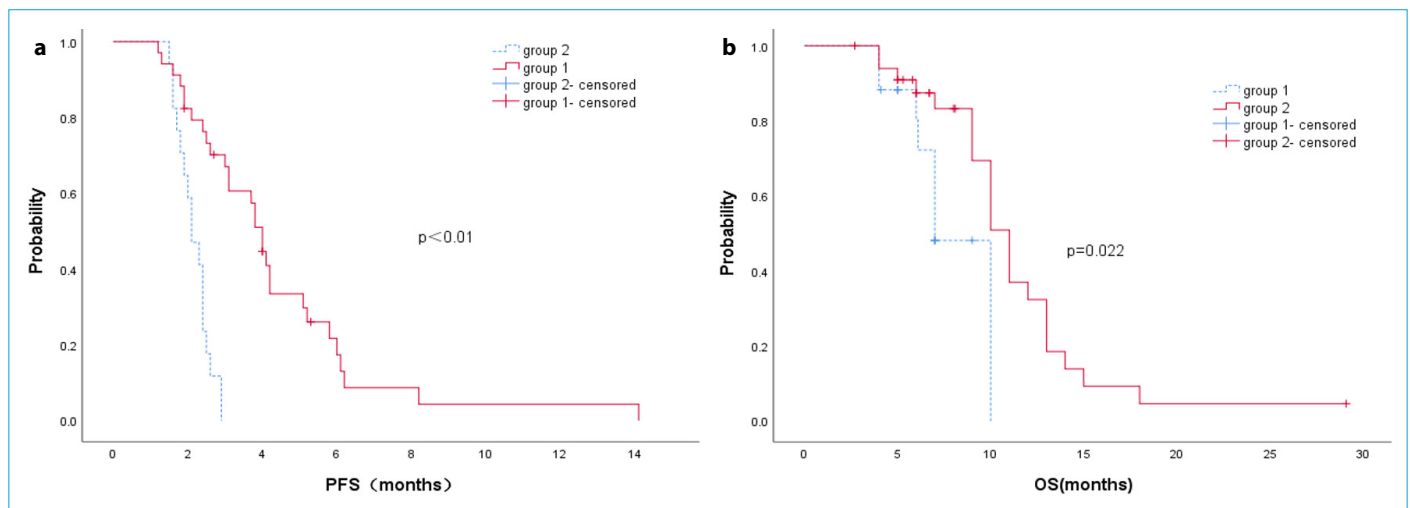 a
1.0
0.8
0.6
0.4
0.2
0.0
Probability
group 2
group 1
group 2- censored
group 1- censored
p<0.01
0 2 4 6 8 10 12 14
PFS（months）
b
1.0
0.8
0.6
0.4
0.2
0.0
Probability
group 1
group 2
group 1- censored
group 2- censored
p=0.022
0 5 10 15 20 25 30
OS(months)